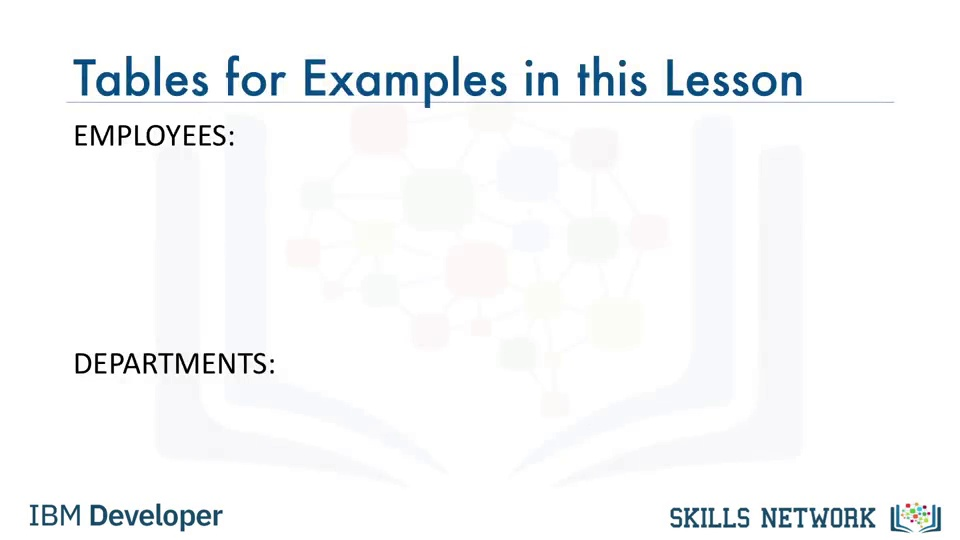 Tables for Examples in this Lesson
EMPLOYEES:
DEPARTMENTS:
IBM Developer
SKILLS NETWORK